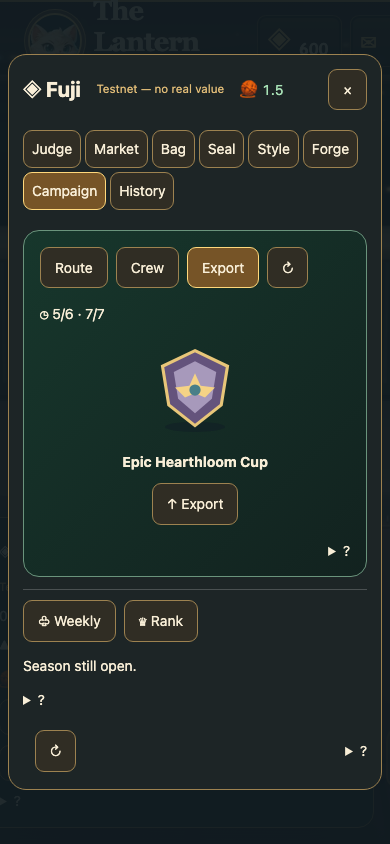 The
Lantern
600
Fuji
Testnet — no real value
1.5
×
Judge Market Bag Seal Style Forge
Campaign History
Route Crew Export ↻
5/6 · 7/7
Epic Hearthloom Cup
↑ Export
▶ ?
♧ Weekly ♛ Rank
Season still open.
▶ ?
↻ ▶ ?
▶ ?